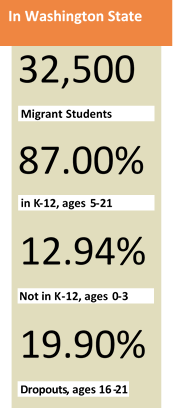 In Washington State
32,500
Migrant Students
87.00%
in K-12, ages 5-21
12.94%
Not in K-12, ages 0-3
19.90%
Dropouts, ages 16-21